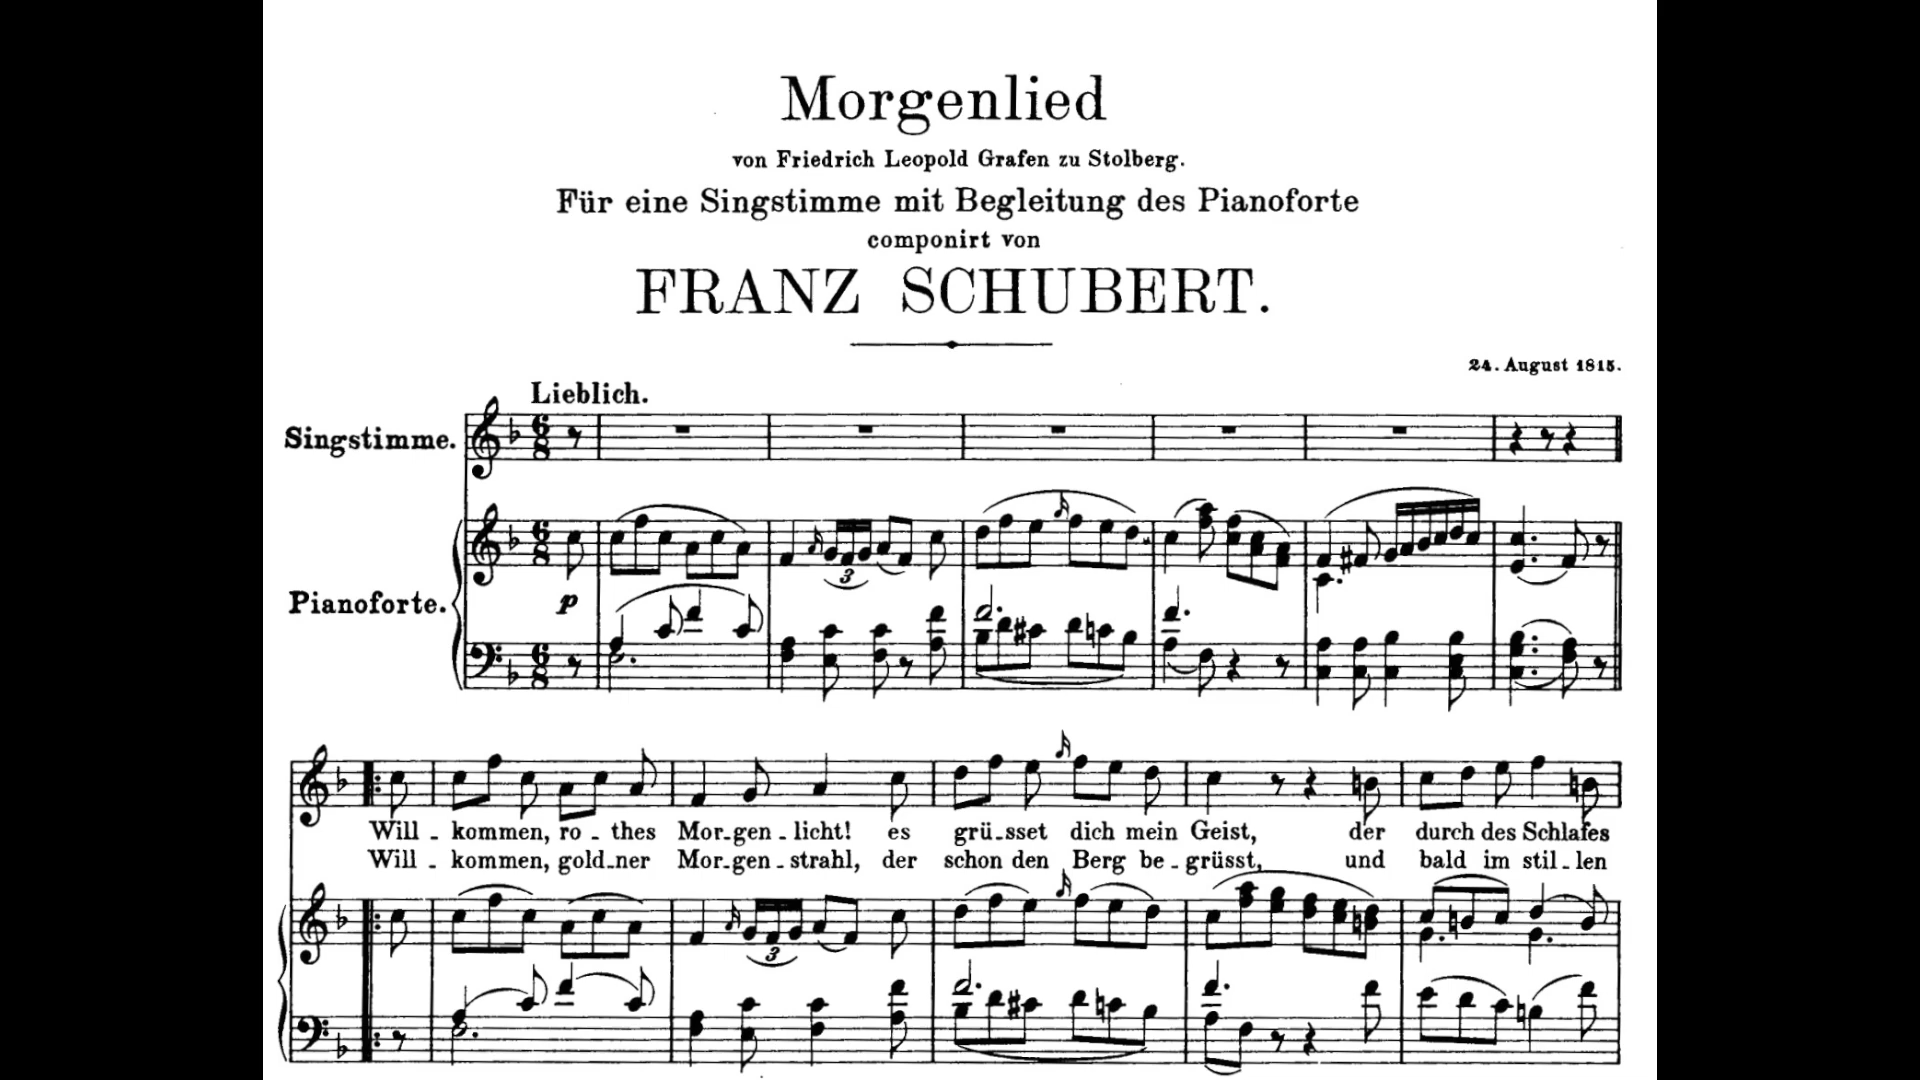 Morgenlied
von Friedrich Leopold Grafen zu Stolberg.
Für eine Singstimme mit Begleitung des Pianoforte
componirt von
FRANZ SCHUBERT.
24. August 1815.
Lieblich.
Singstimme.
Pianoforte.
p
3
Will - kommen, ro - thes Mor-gen - licht! es grü-sset dich mein Geist, der durch des Schlafes
Will - kommen, gold-ner Mor-gen - strahl, der schon den Berg be - grüsst, und bald im stil - len
3